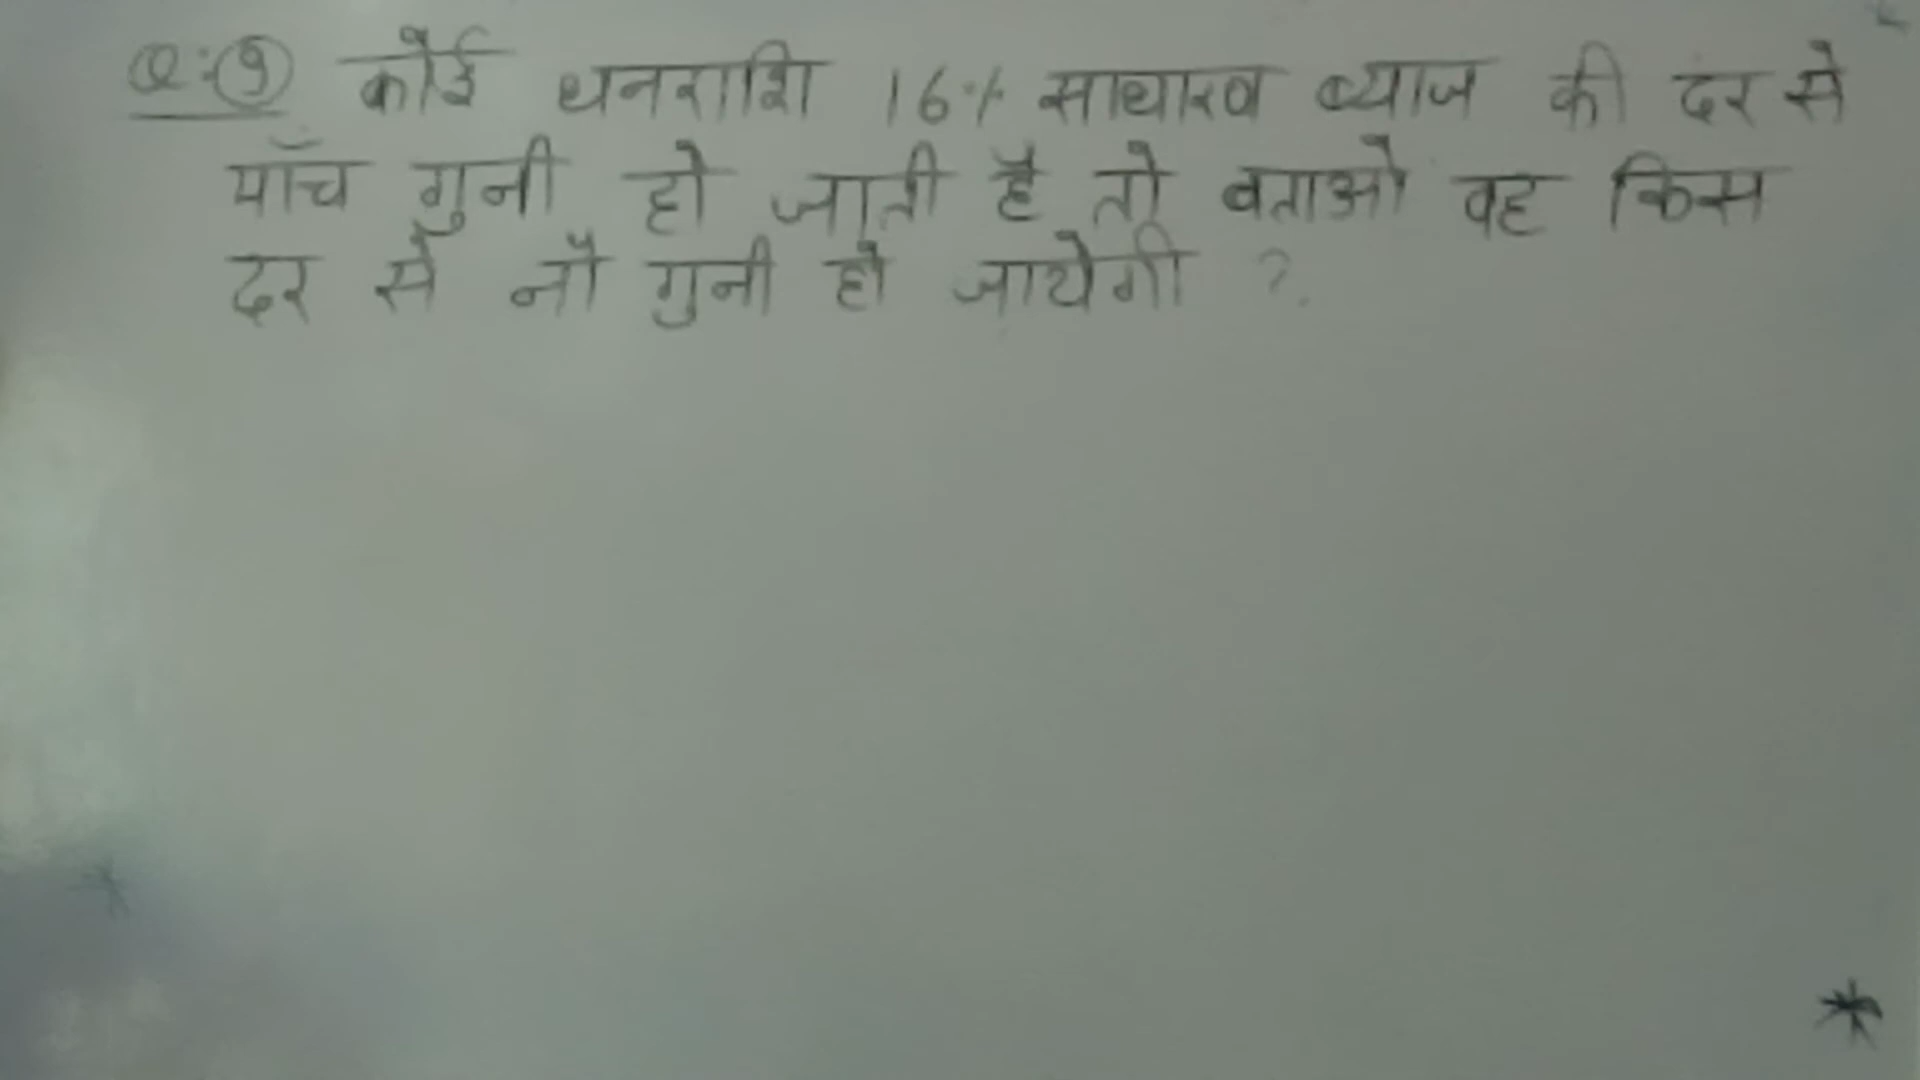 Q:⑨ कोई धनराशि 16% साधारण ब्याज की दर से
पाँच गुनी हो जाती है तो बताओ वह किस
दर से नौ गुनी हो जायेगी ?